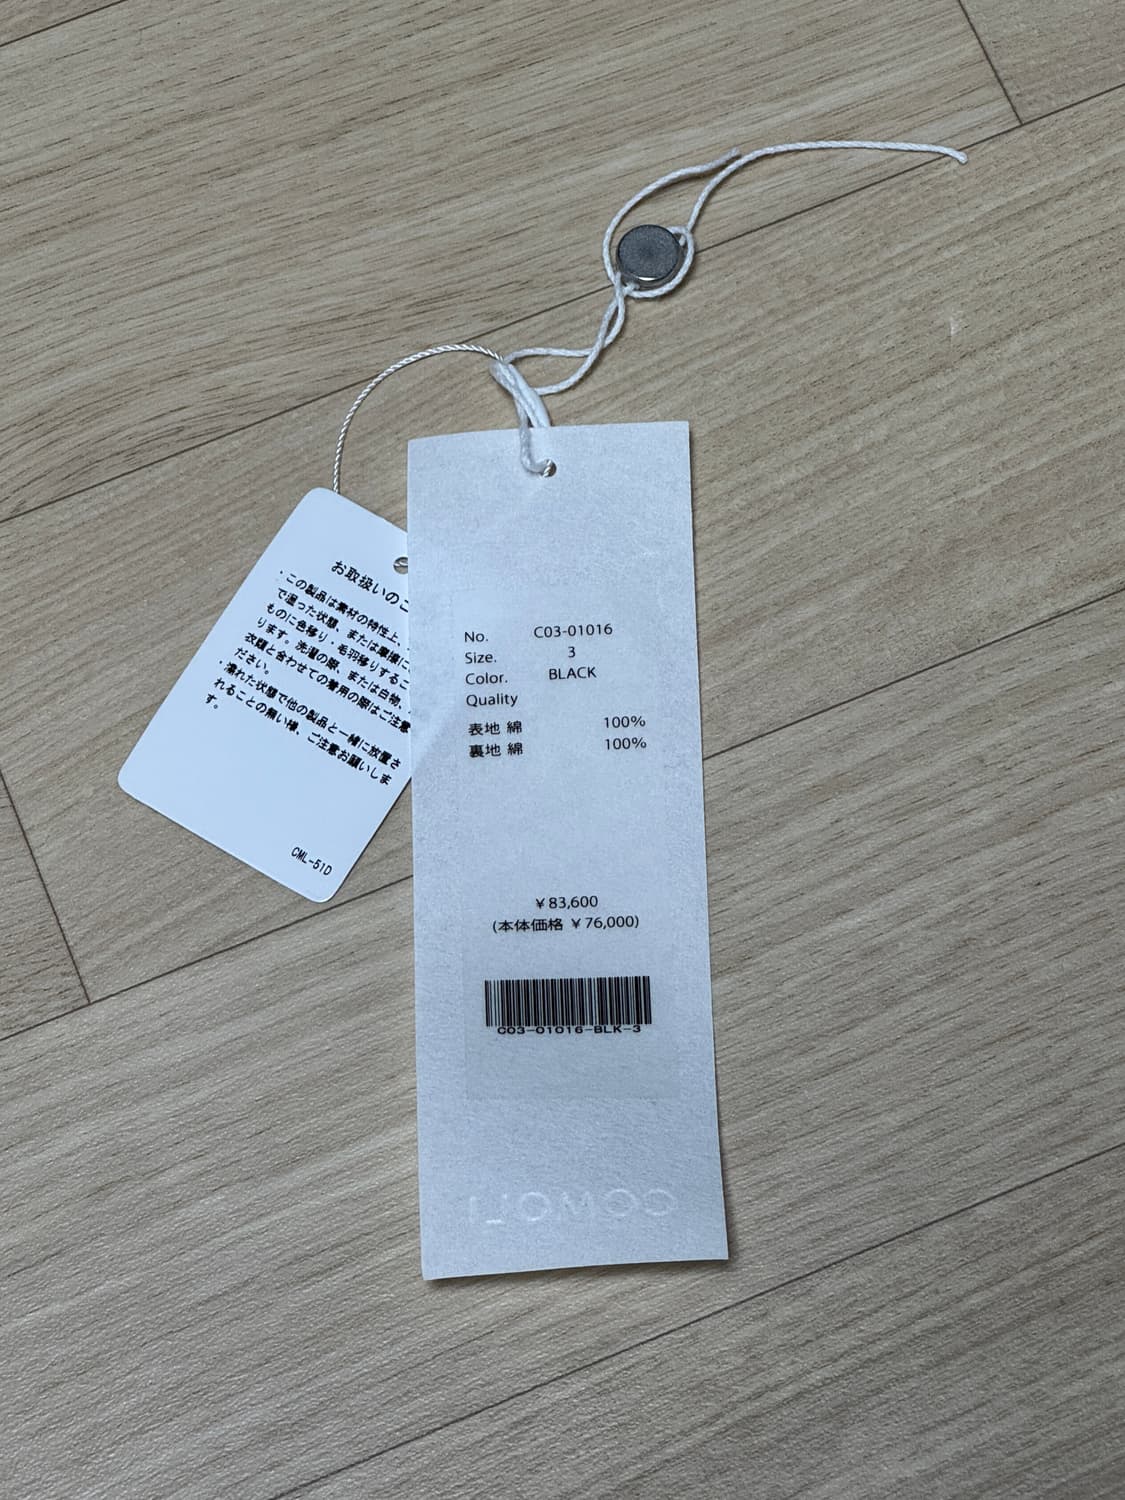 お取扱いのご
・この製品は素材の特性上、
で湿った状態、または摩擦に
ものに色移り・毛羽移りするこ
ります。洗濯の際、または白物、
衣類と合わせての着用の際はご注意
ださい。
・濡れた状態で他の製品と一緒に放置さ
れることの無い様、ご注意お願いしま
す。
CML-51D
No. C03-01016
Size. 3
Color. BLACK
Quality
表地 綿 100%
裏地 綿 100%
¥83,600
(本体価格 ¥76,000)
C03-01016-BLK-3
COMOLI